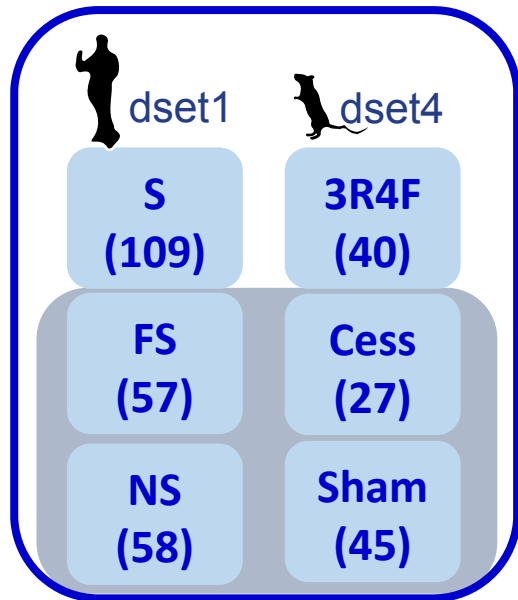 dset1
S
(109)
FS
(57)
NS
(58)
dset4
3R4F
(40)
Cess
(27)
Sham
(45)